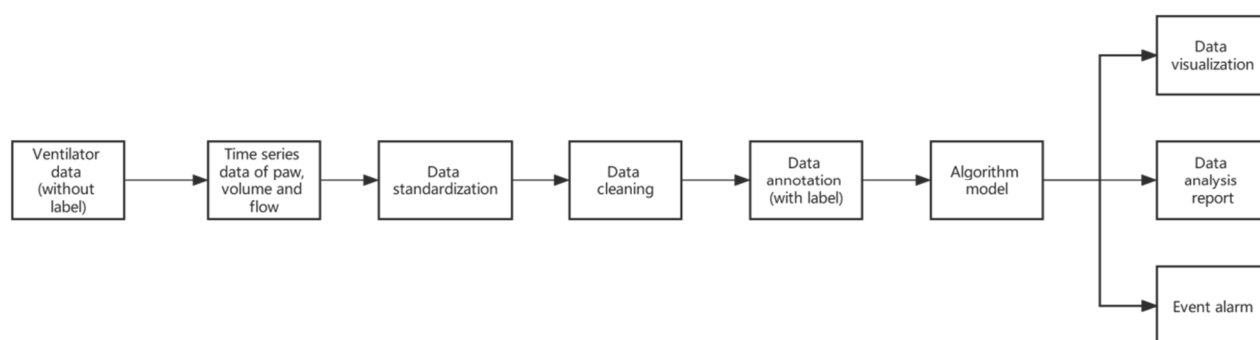 Data
visualization
Ventilator
data
(without
label)
Time series
data of paw,
volume and
flow
Data
standardization
Data
cleaning
Data
annotation
(with label)
Algorithm
model
Data
analysis
report
Event alarm